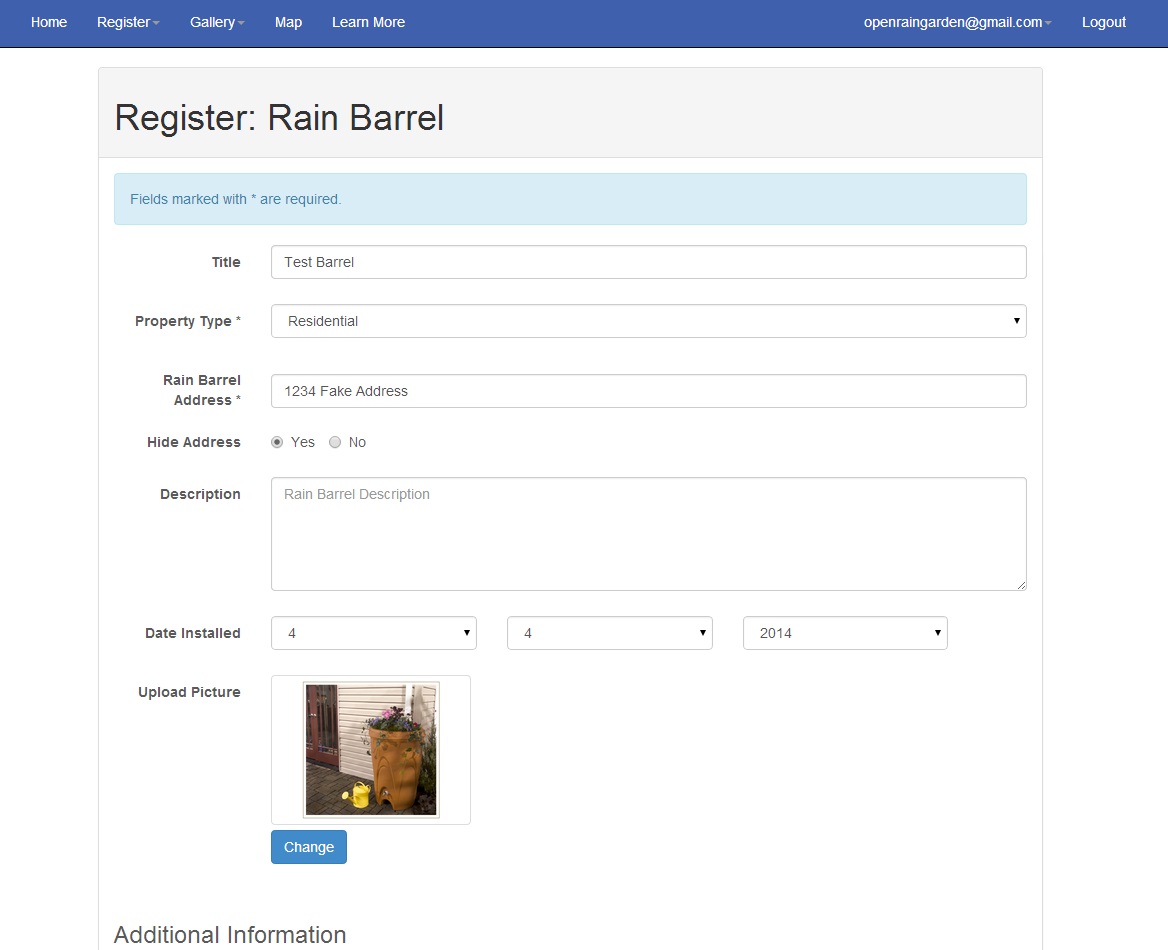 Home Register Gallery Map Learn More openraingarden@gmail.com Logout
Register: Rain Barrel
Fields marked with * are required.
Title Test Barrel
Property Type * Residential
Rain Barrel
Address * 1234 Fake Address
Hide Address Yes No
Description Rain Barrel Description
Date Installed 4 4 2014
Upload Picture
Change
Additional Information